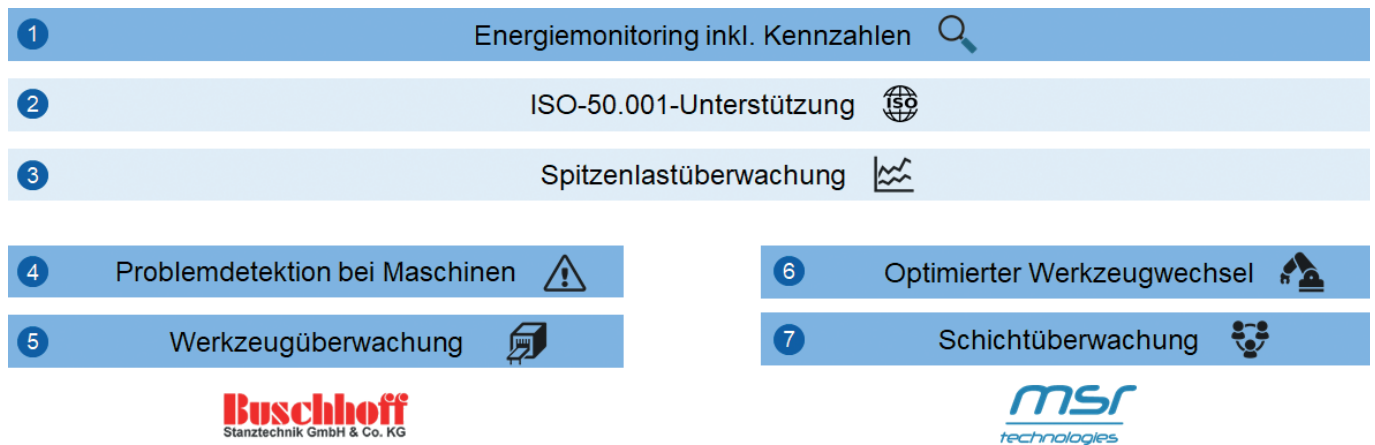 1 Energiemonitoring inkl. Kennzahlen
2 ISO-50.001-Unterstützung ISO
3 Spitzenlastüberwachung
4 Problemdetektion bei Maschinen
5 Werkzeugüberwachung
6 Optimierter Werkzeugwechsel
7 Schichtüberwachung
Buschhoff
Stanztechnik GmbH & Co. KG
msr
technologies